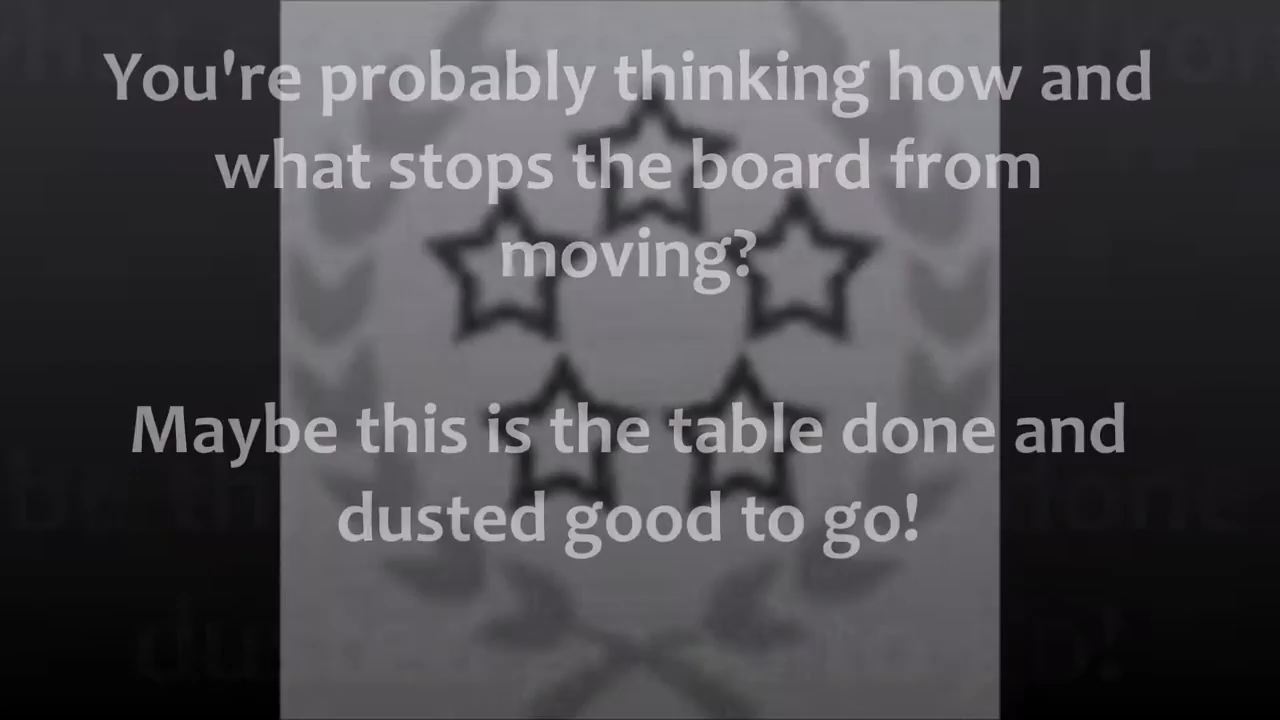 You're probably thinking how and
what stops the board from
moving?
Maybe this is the table done and
dusted good to go!